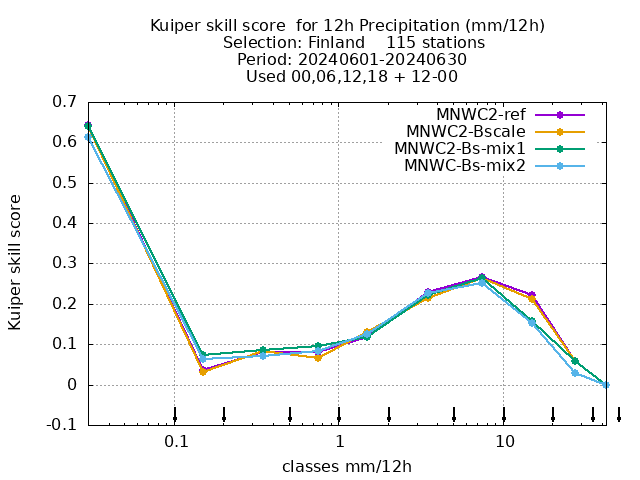 Kuiper skill score  for 12h Precipitation (mm/12h)
Selection: Finland    115 stations
Period: 20240601-20240630
Used 00,06,12,18 + 12-00
MNWC2-ref
MNWC2-Bscale
MNWC2-Bs-mix1
MNWC-Bs-mix2
Kuiper skill score
0.7
0.6
0.5
0.4
0.3
0.2
0.1
0
-0.1
0.1 1 10
classes mm/12h